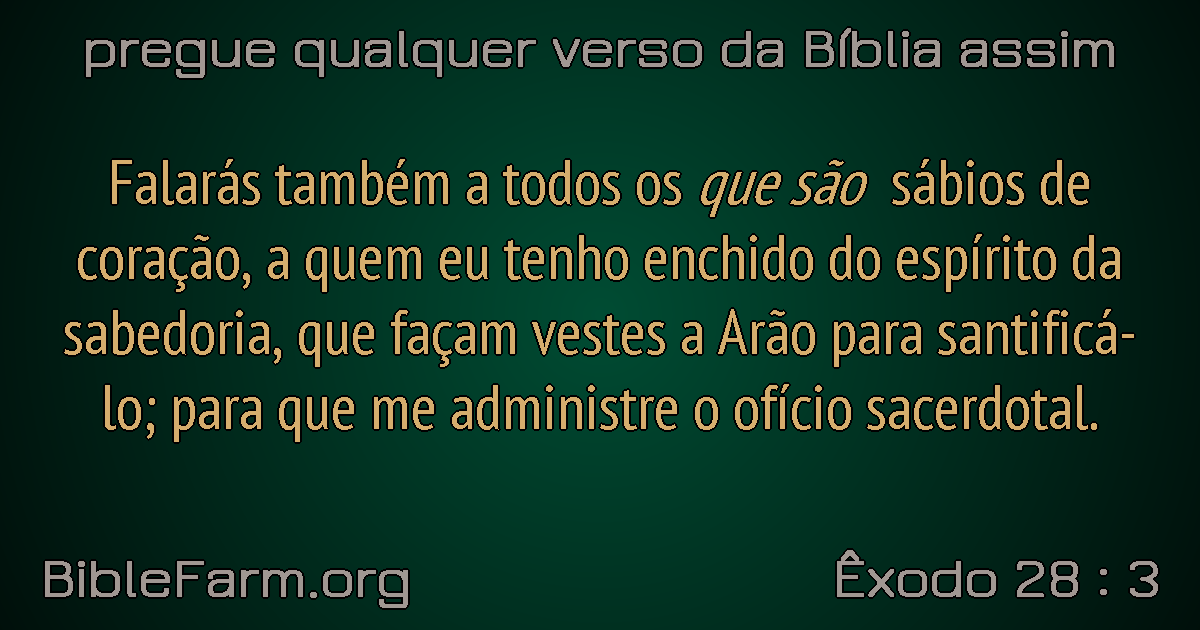 pregue qualquer verso da Bíblia assim
Falarás também a todos os que são sábios de
coração, a quem eu tenho enchido do espírito da
sabedoria, que façam vestes a Arão para santificá-
lo; para que me administre o ofício sacerdotal.
BibleFarm.org
Êxodo 28 : 3